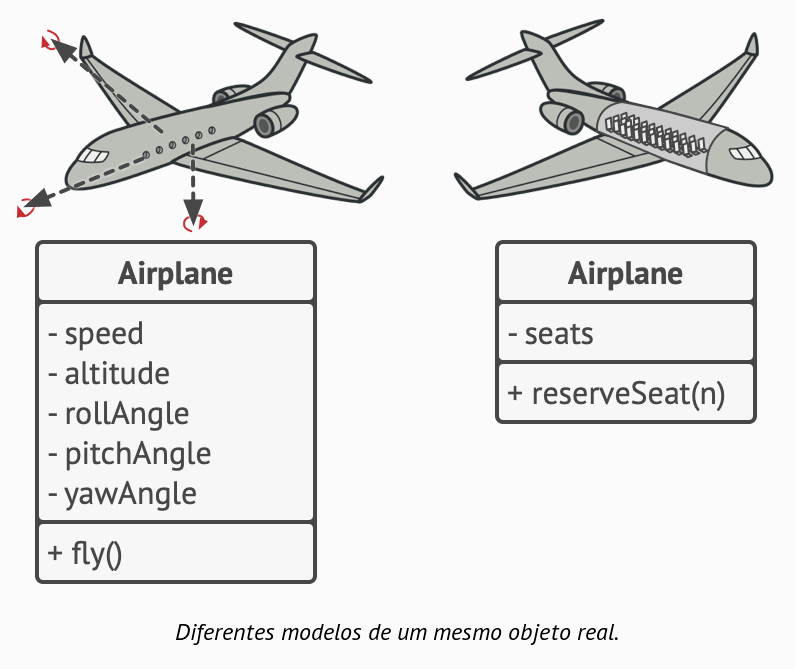 Airplane
- speed
- altitude
- rollAngle
- pitchAngle
- yawAngle
+ fly()
Airplane
- seats
+ reserveSeat(n)
Diferentes modelos de um mesmo objeto real.